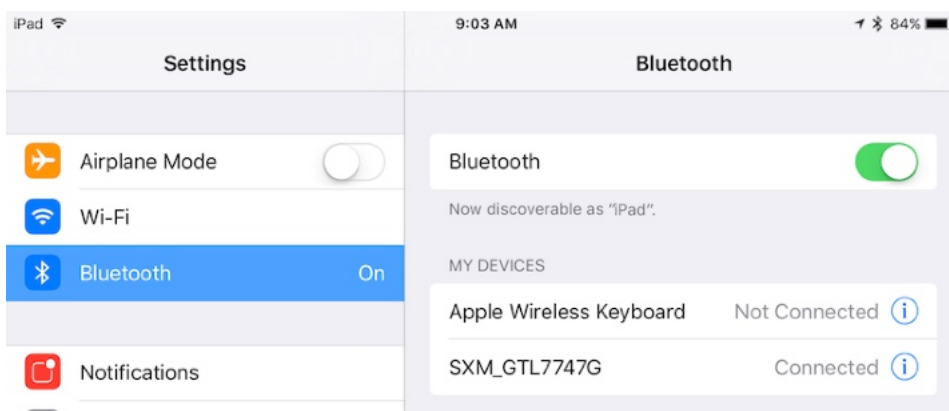 iPad
9:03 AM
84%
Settings
Bluetooth
Airplane Mode
Wi-Fi
Bluetooth
On
Notifications
Bluetooth
Now discoverable as “iPad”.
MY DEVICES
Apple Wireless Keyboard
Not Connected
SXM_GTL7747G
Connected